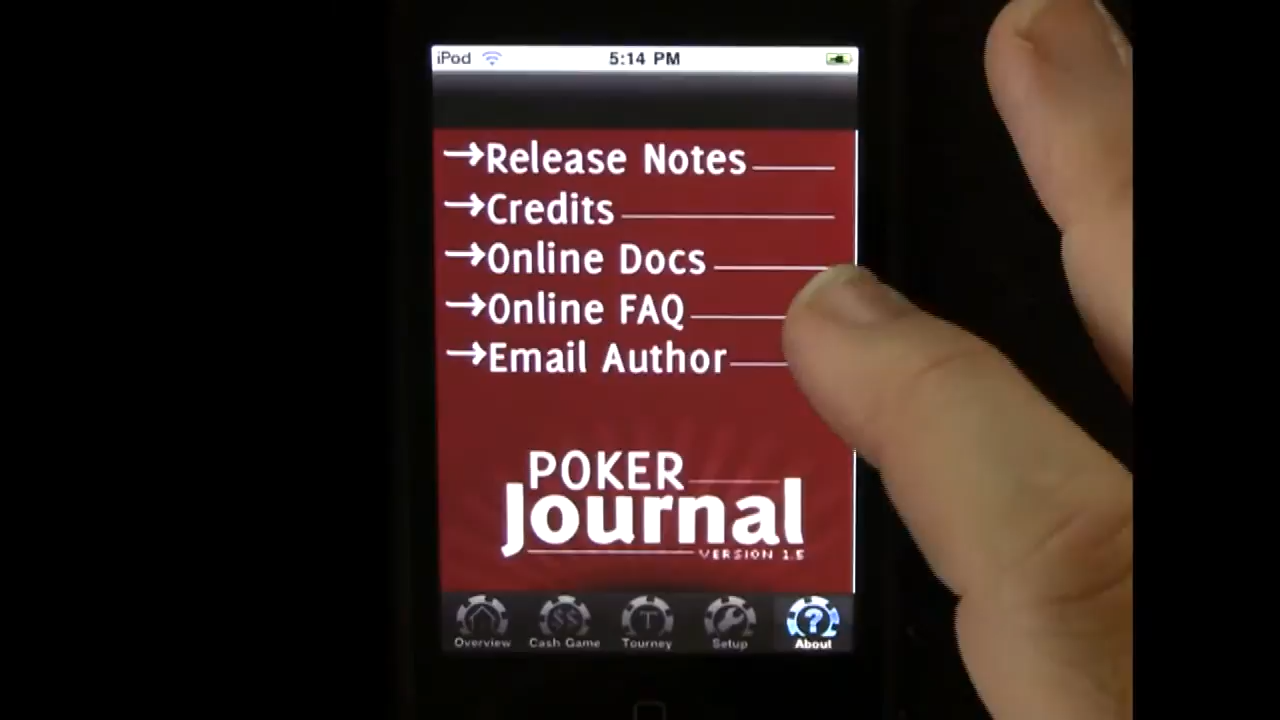 iPod 5:14 PM
→Release Notes
→Credits
→Online Docs
→Online FAQ
→Email Author
POKER
Journal
VERSION 1.5
$$ T ?
Overview Cash Game Tourney Setup About